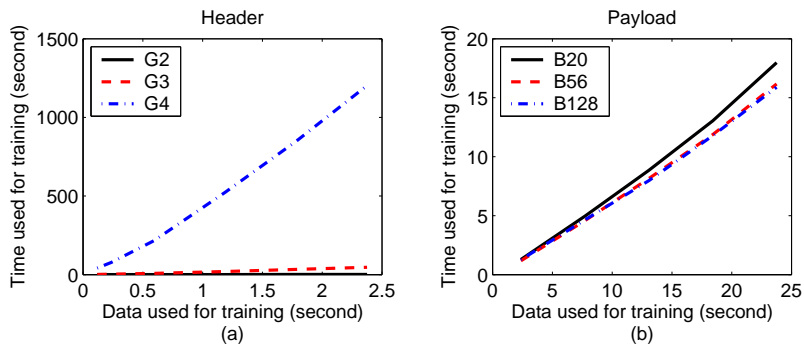 Header
Time used for training (second)
1500
1000
500
0
G2
G3
G4
0
0.5
1
1.5
2
2.5
Data used for training (second)
(a)
Payload
Time used for training (second)
20
15
10
5
0
B20
B56
B128
0
5
10
15
20
25
Data used for training (second)
(b)